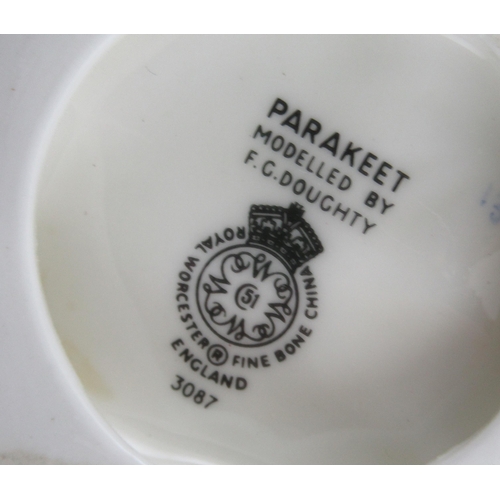 PARAKEET
MODELLED BY
F.G.DOUGHTY
ROYAL WORCESTER ® FINE BONE CHINA
51
ENGLAND
3087